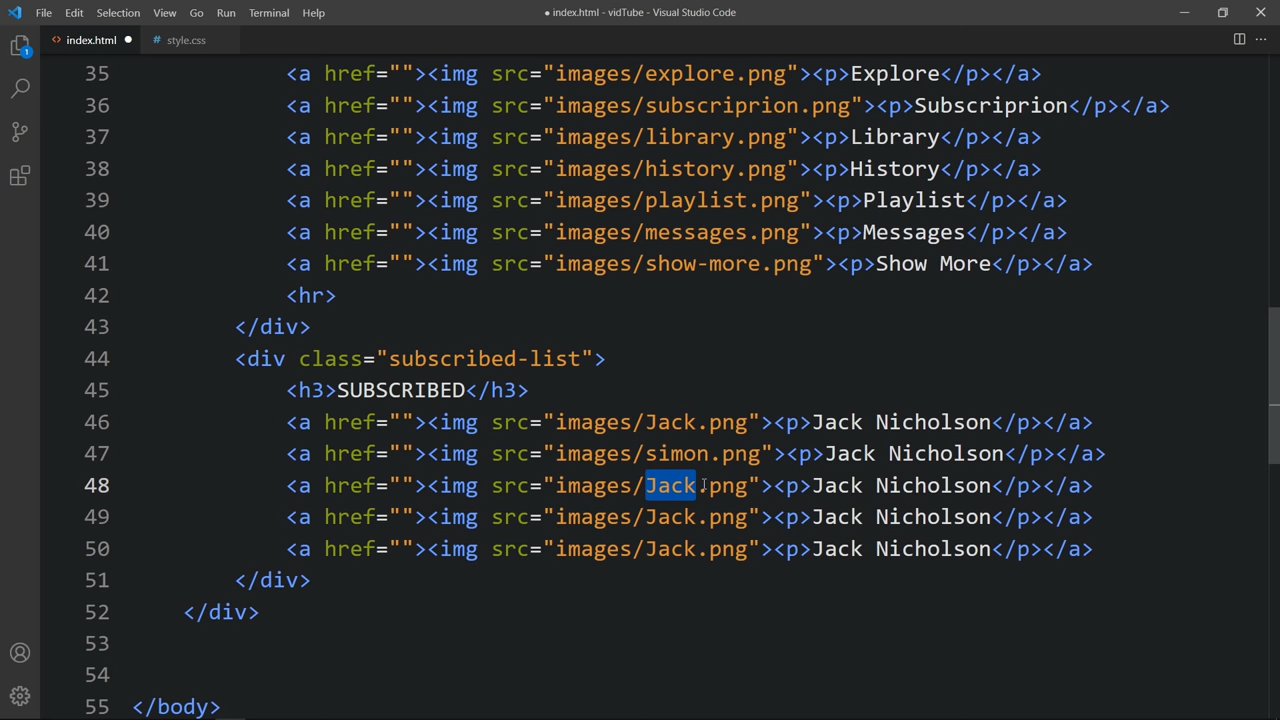 File Edit Selection View Go Run Terminal Help ● index.html - vidTube - Visual Studio Code
<> index.html ● # style.css
1
35 <a href=""><img src="images/explore.png"><p>Explore</p></a>
36 <a href=""><img src="images/subscriprion.png"><p>Subscriprion</p></a>
37 <a href=""><img src="images/library.png"><p>Library</p></a>
38 <a href=""><img src="images/history.png"><p>History</p></a>
39 <a href=""><img src="images/playlist.png"><p>Playlist</p></a>
40 <a href=""><img src="images/messages.png"><p>Messages</p></a>
41 <a href=""><img src="images/show-more.png"><p>Show More</p></a>
42 <hr>
43 </div>
44 <div class="subscribed-list">
45 <h3>SUBSCRIBED</h3>
46 <a href=""><img src="images/Jack.png"><p>Jack Nicholson</p></a>
47 <a href=""><img src="images/simon.png"><p>Jack Nicholson</p></a>
48 <a href=""><img src="images/Jack.png"><p>Jack Nicholson</p></a>
49 <a href=""><img src="images/Jack.png"><p>Jack Nicholson</p></a>
50 <a href=""><img src="images/Jack.png"><p>Jack Nicholson</p></a>
51 </div>
52 </div>
53
54
55 </body>